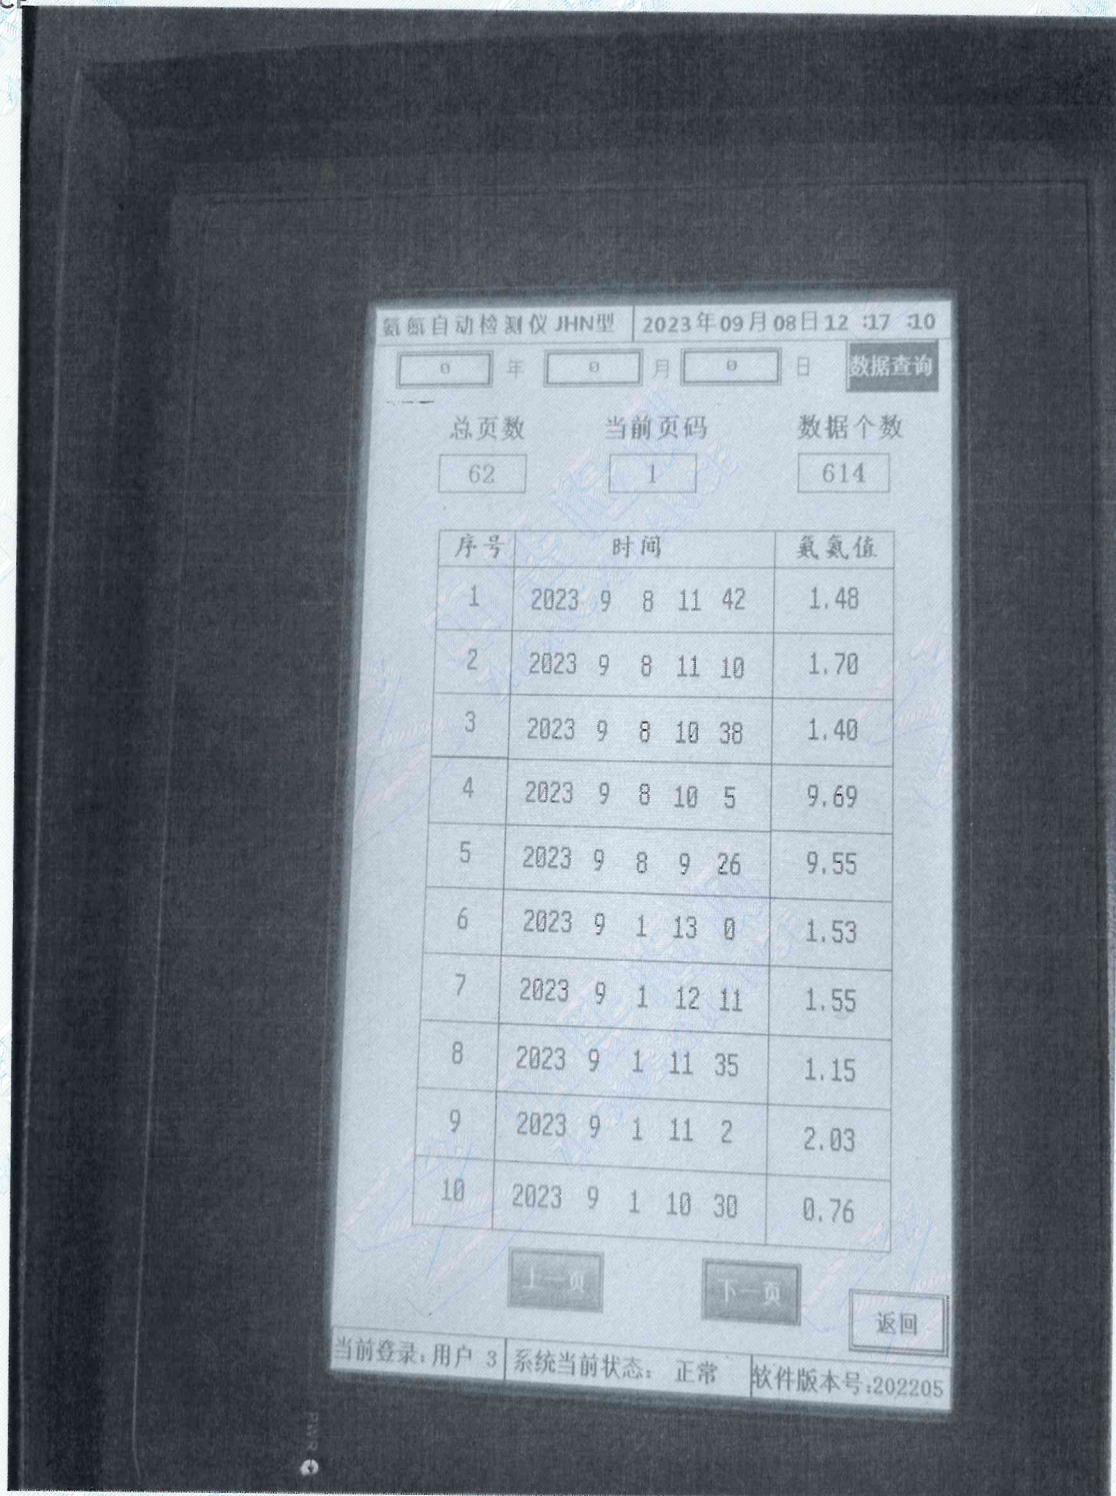 氨氮自动检测仪 JHN型 2023年09月08日12 :17 :10
0 年 0 月 0 日 数据查询
总页数 当前页码 数据个数
62 1 614
序号 时间 氨氮值
1 2023 9 8 11 42 1.48
2 2023 9 8 11 10 1.70
3 2023 9 8 10 38 1.40
4 2023 9 8 10 5 9.69
5 2023 9 8 9 26 9.55
6 2023 9 1 13 0 1.53
7 2023 9 1 12 11 1.55
8 2023 9 1 11 35 1.15
9 2023 9 1 11 2 2.03
10 2023 9 1 10 30 0.76
上一页 下一页
返回
当前登录:用户 3 系统当前状态: 正常 软件版本号:202205
PWR